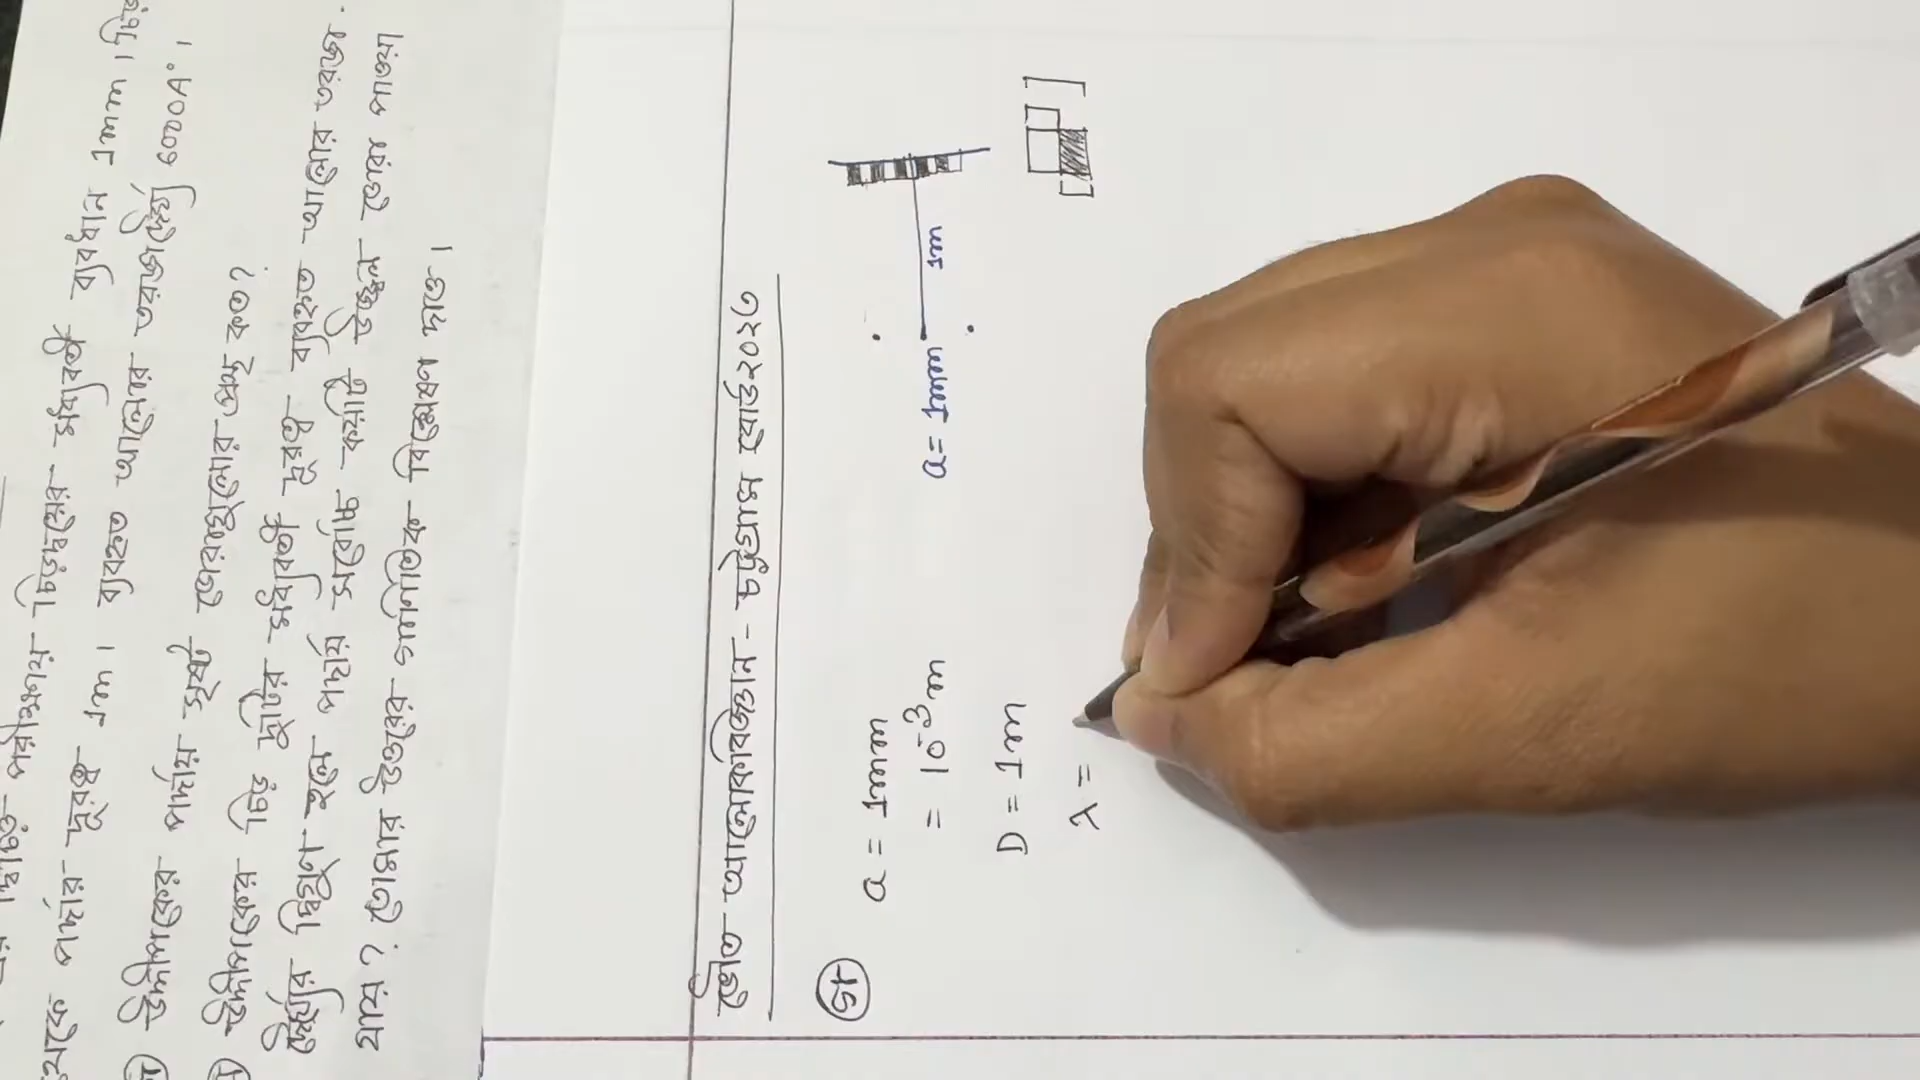 দ্বিচিড় পরীক্ষায় চিড়দ্বয়ের মধ্যবর্তী ব্যবধান 1mm । চিড়
থেকে পর্দার দূরত্ব 1m । ব্যবহৃত আলোর তরঙ্গদৈর্ঘ্য 6000A° ।
গ উদ্দীপকের পর্দায় সৃষ্ট ডোরাগুলোর প্রস্থ কত?
উদ্দীপকের চিড় দুটির মধ্যবর্তী দূরত্ব ব্যবহৃত আলোর তরঙ্গ
দৈর্ঘ্যের দ্বিগুণ হলে পর্দায় সর্বোচ্চ কয়টি উজ্জ্বল ডোরা পাওয়া
যায়? তোমার উত্তরের গাণিতিক বিশ্লেষণ দাও।
ভৌত আলোকবিজ্ঞান - চট্টগ্রাম বোর্ড২০২৩
গ
a = 1mm
= 10⁻³ m
D = 1m
λ =
a = 1mm
1m